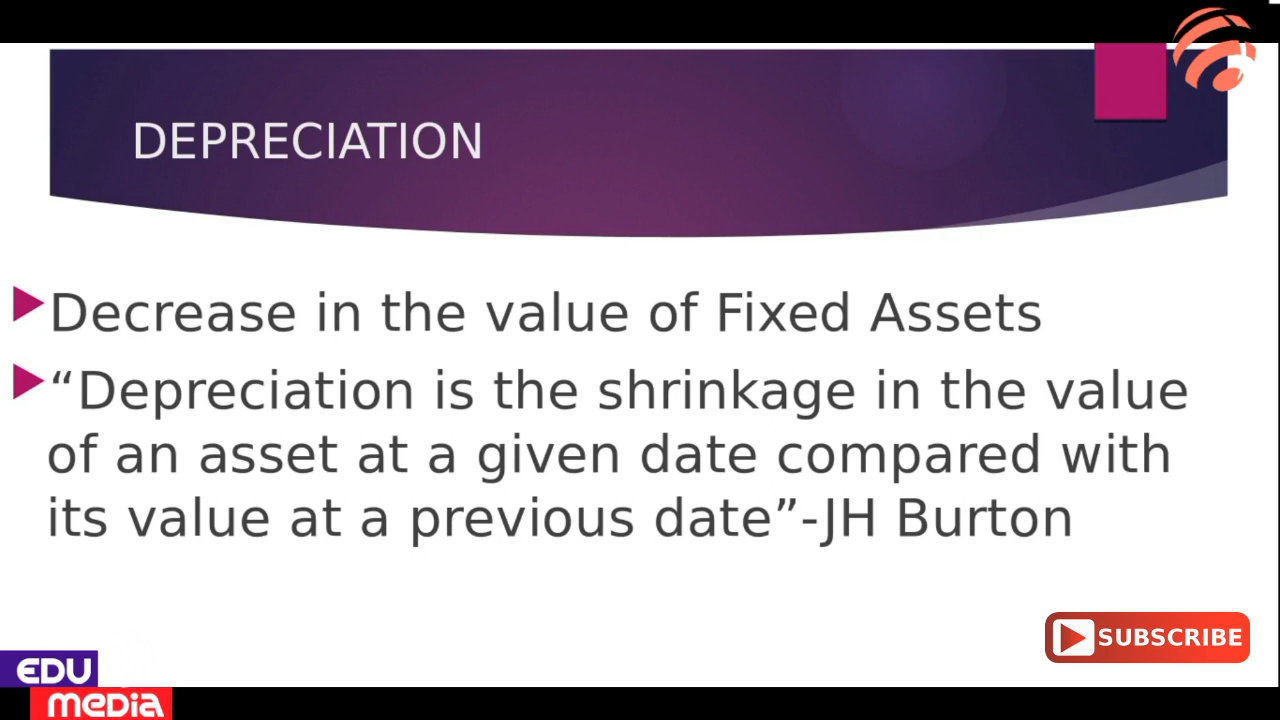 DEPRECIATION
Decrease in the value of Fixed Assets
“Depreciation is the shrinkage in the value
of an asset at a given date compared with
its value at a previous date”-JH Burton
SUBSCRIBE
EDU
meDia